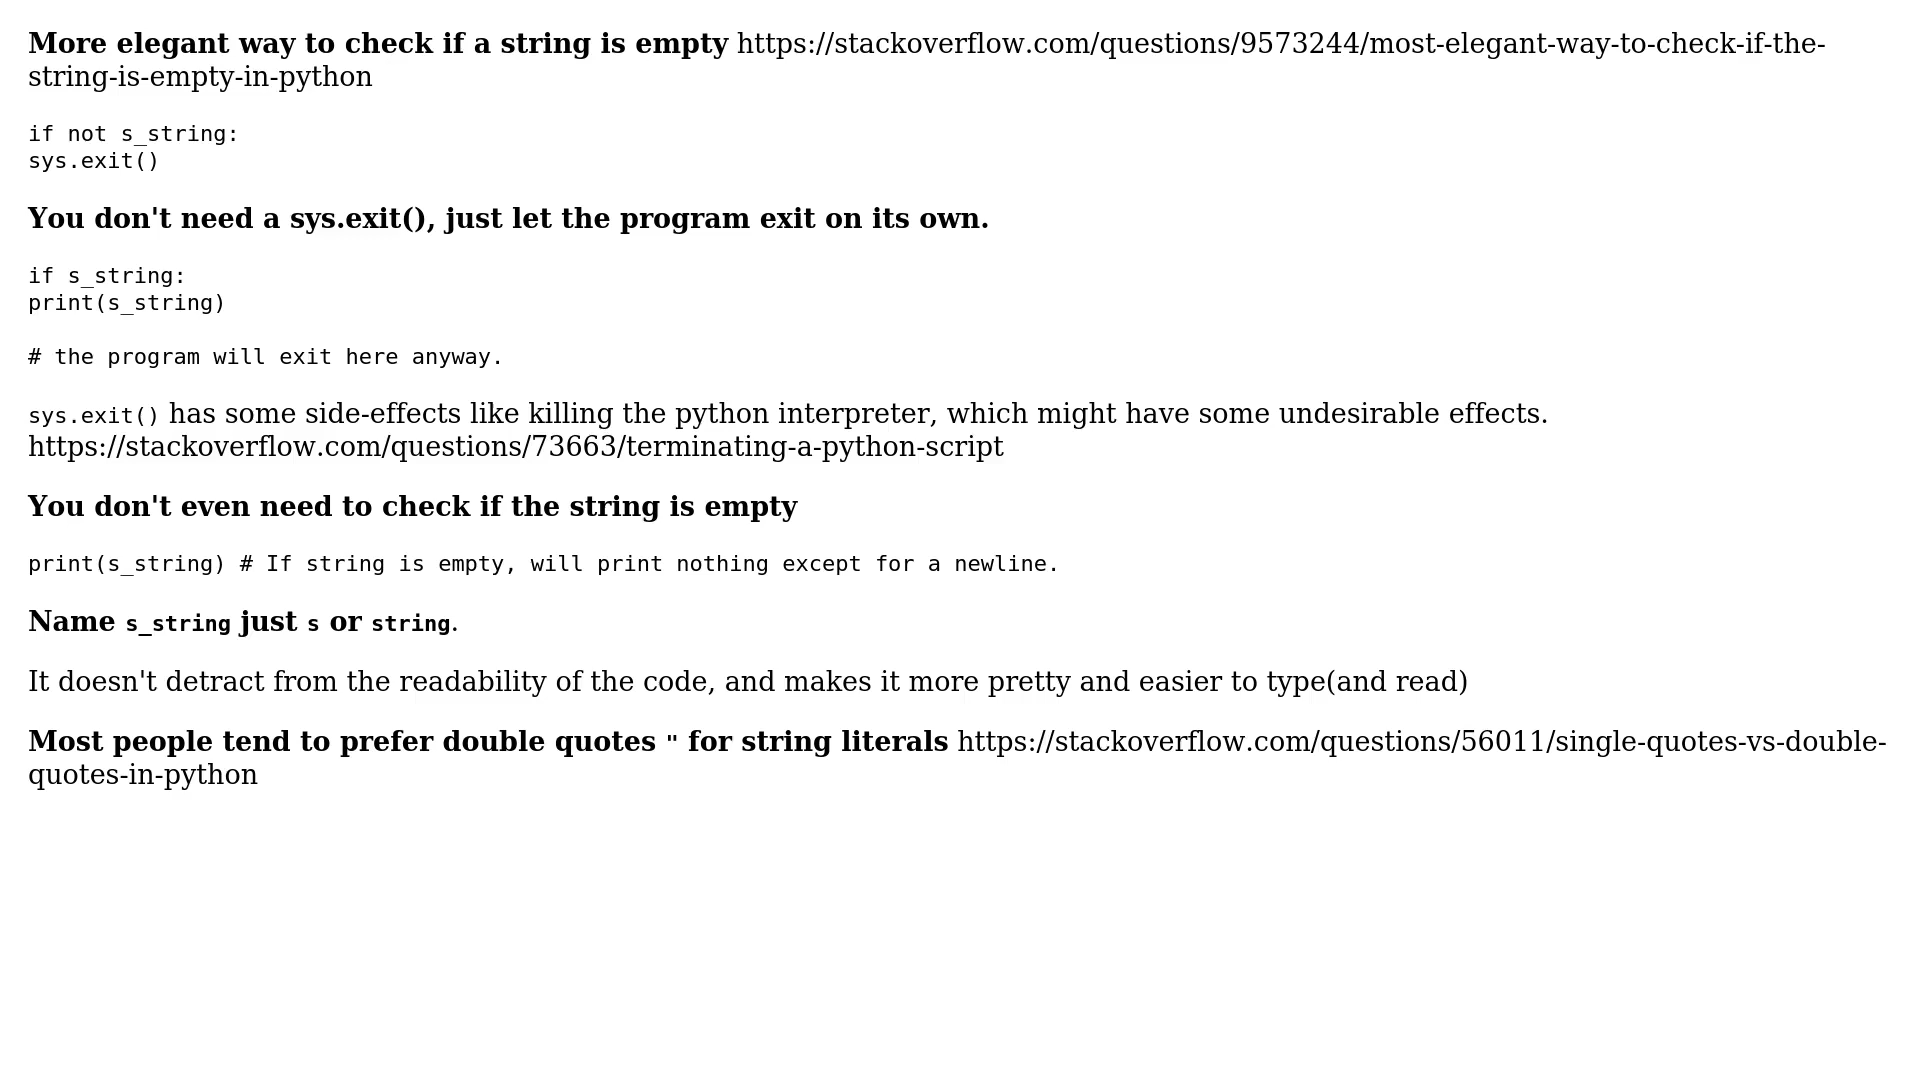 More elegant way to check if a string is empty https://stackoverflow.com/questions/9573244/most-elegant-way-to-check-if-the-
string-is-empty-in-python
if not s_string:
sys.exit()
You don't need a sys.exit(), just let the program exit on its own.
if s_string:
print(s_string)
# the program will exit here anyway.
sys.exit() has some side-effects like killing the python interpreter, which might have some undesirable effects.
https://stackoverflow.com/questions/73663/terminating-a-python-script
You don't even need to check if the string is empty
print(s_string) # If string is empty, will print nothing except for a newline.
Name s_string just s or string.
It doesn't detract from the readability of the code, and makes it more pretty and easier to type(and read)
Most people tend to prefer double quotes " for string literals https://stackoverflow.com/questions/56011/single-quotes-vs-double-
quotes-in-python